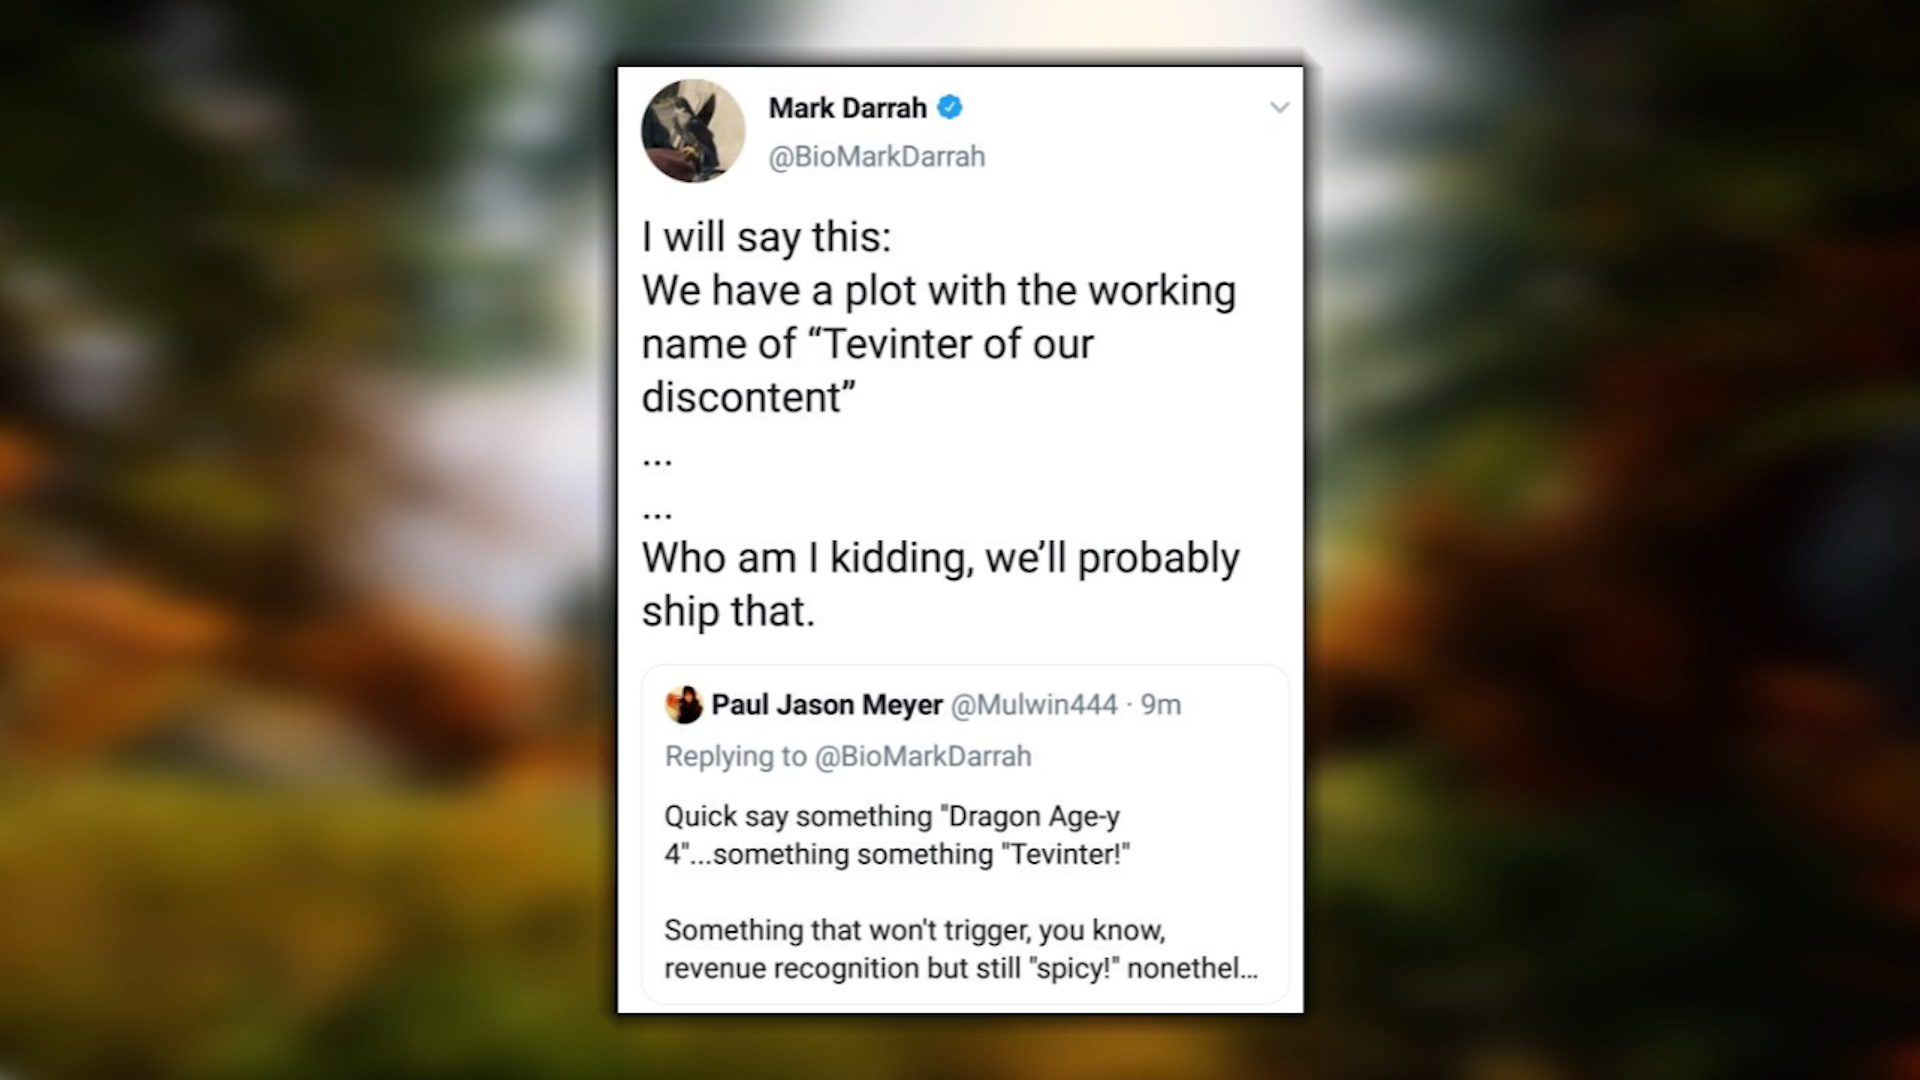 Mark Darrah
@BioMarkDarrah
I will say this:
We have a plot with the working
name of “Tevinter of our
discontent”
...
...
Who am I kidding, we’ll probably
ship that.
Paul Jason Meyer @Mulwin444 · 9m
Replying to @BioMarkDarrah
Quick say something "Dragon Age-y
4"...something something "Tevinter!"
Something that won't trigger, you know,
revenue recognition but still "spicy!" nonethel...